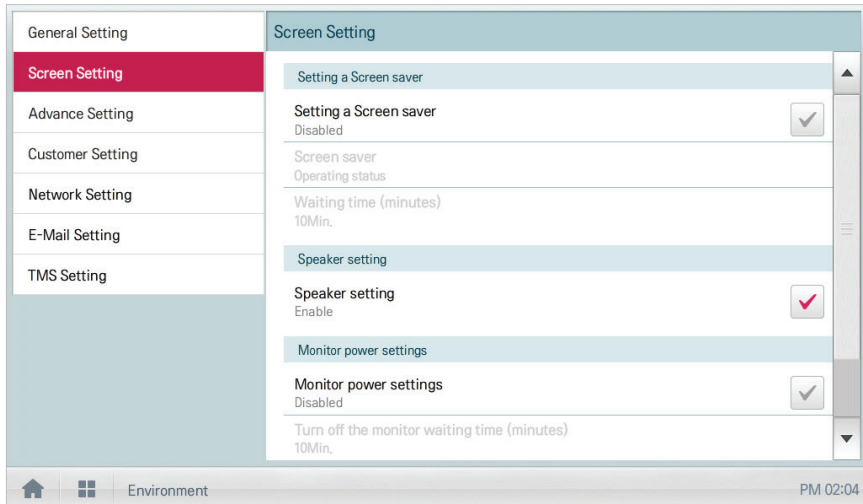 General Setting
Screen Setting
Advance Setting
Customer Setting
Network Setting
E-Mail Setting
TMS Setting
Screen Setting
Setting a Screen saver
Setting a Screen saver
Disabled
Screen saver
Operating status
Waiting time (minutes)
10Min.
Speaker setting
Speaker setting
Enable
Monitor power settings
Monitor power settings
Disabled
Turn off the monitor waiting time (minutes)
10Min.
Environment
PM 02:04